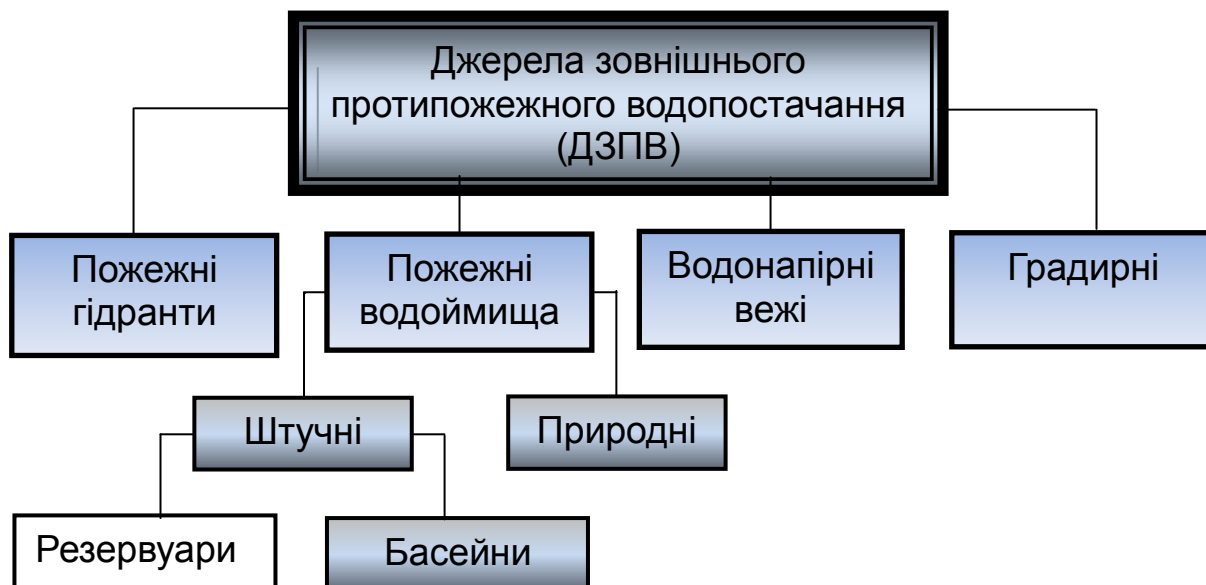 Джерела зовнішнього
протипожежного водопостачання
(ДЗПВ)
Пожежні
гідранти
Пожежні
водоймища
Водонапірні
вежі
Градирні
Штучні
Природні
Резервуари
Басейни